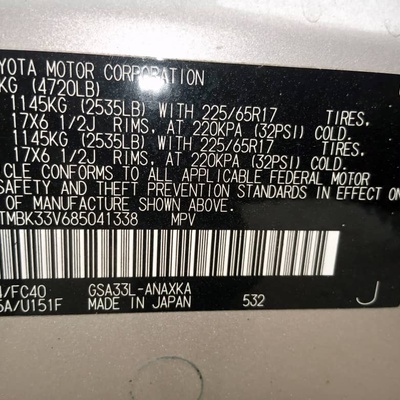 OYOTA MOTOR CORPORATION
KG (4720LB)
1145KG (2535LB) WITH 225/65R17 TIRES.
17X6 1/2J RIMS, AT 220KPA (32PSI) COLD.
1145KG (2535LB) WITH 225/65R17 TIRES.
17X6 1/2J RIMS, AT 220KPA (32PSI) COLD.
CLE CONFORMS TO ALL APPLICABLE FEDERAL MOTOR
SAFETY AND THEFT PREVENTION STANDARDS IN EFFECT ON
OF MANUFACTURE SHOWN ABOVE.
TMBK33V685041338 MPV
/FC40 GSA33L-ANAXKA
A/U151F MADE IN JAPAN 532 J